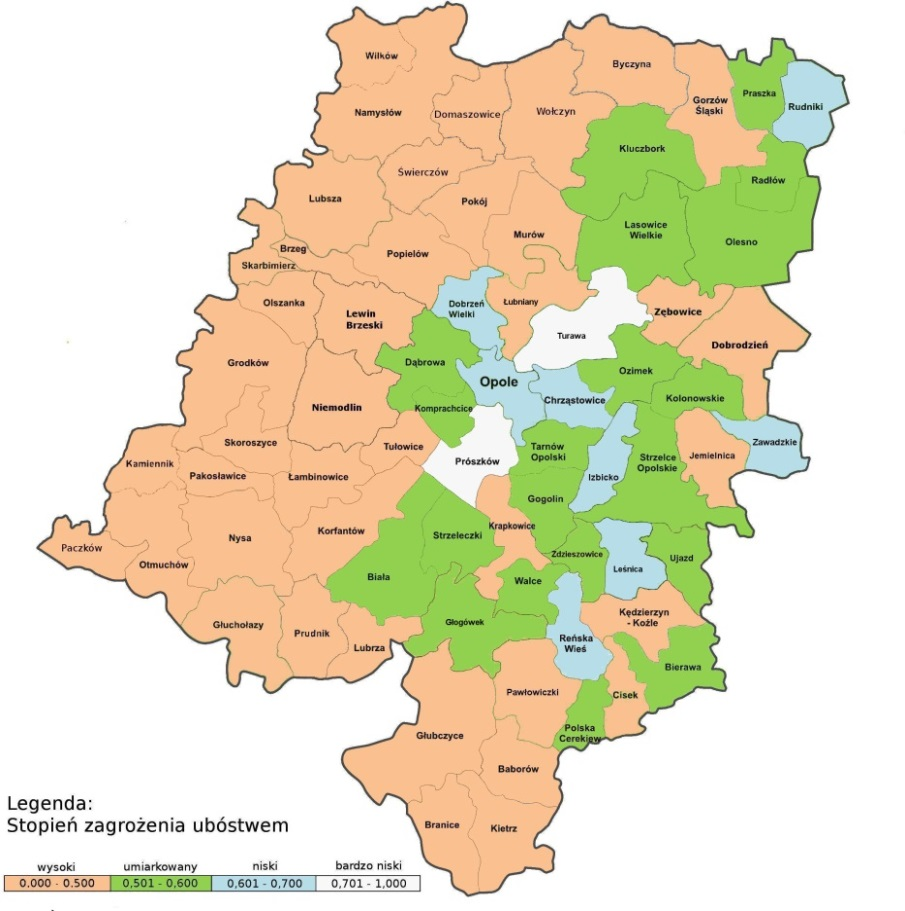 Wilków
Byczyna
Praszka
Rudniki
Gorzów
Śląski
Namysłów
Domaszowice
Wołczyn
Kluczbork
Świerczów
Radłów
Lubsza
Pokój
Lasowice
Wielkie
Murów
Olesno
Brzeg
Popielów
Skarbimierz
Olszanka
Lewin
Brzeski
Dobrzeń
Wielki
Łubniany
Zębowice
Turawa
Dobrodzień
Grodków
Dąbrowa
Ozimek
Opole
Kolonowskie
Chrząstowice
Niemodlin
Komprachcice
Skoroszyce
Tułowice
Zawadzkie
Tarnów
Opolski
Jemielnica
Strzelce
Opolskie
Kamiennik
Prószków
Pakosławice
Łambinowice
Izbicko
Gogolin
Krapkowice
Korfantów
Strzeleczki
Nysa
Paczków
Zdzieszowice
Ujazd
Otmuchów
Leśnica
Biała
Walce
Kędzierzyn
- Koźle
Głuchołazy
Głogówek
Prudnik
Reńska
Wieś
Lubrza
Bierawa
Pawłowiczki
Cisek
Głubczyce
Polska
Cerekiew
Baborów
Branice
Kietrz
Legenda:
Stopień zagrożenia ubóstwem
wysoki umiarkowany niski bardzo niski
0,000 - 0.500 0,501 - 0,600 0,601 - 0,700 0,701 - 1,000